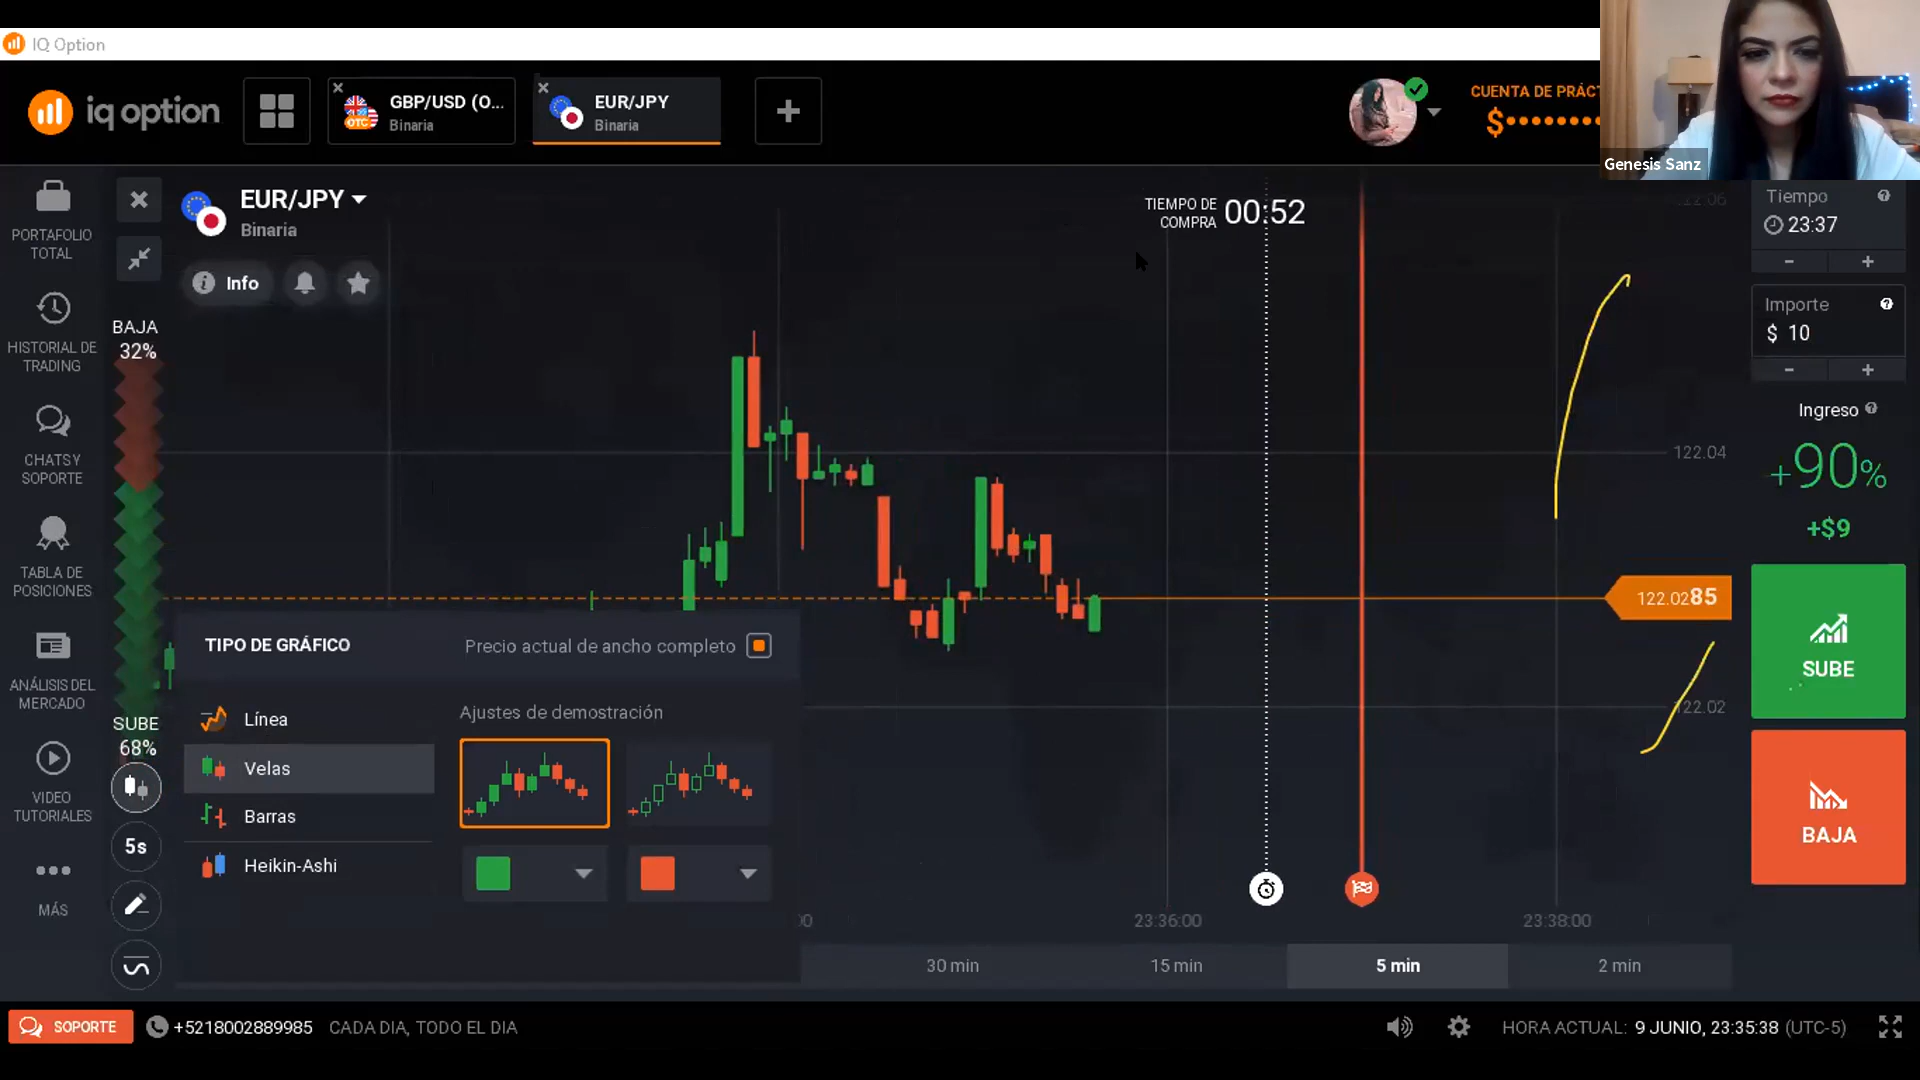 IQ Option
iq option
GBP/USD (O...
Binaria
OTC
EUR/JPY
Binaria
CUENTA DE PRÁCT
$
Genesis Sanz
PORTAFOLIO
TOTAL
HISTORIAL DE
TRADING
CHATS Y
SOPORTE
TABLA DE
POSICIONES
ANÁLISIS DEL
MERCADO
VIDEO
TUTORIALES
MÁS
EUR/JPY
Binaria
Info
BAJA
32%
SUBE
68%
5s
TIEMPO DE
COMPRA
00:52
122.06
122.04
122.0285
122.02
TIPO DE GRÁFICO
Precio actual de ancho completo
Línea
Velas
Barras
Heikin-Ashi
Ajustes de demostración
23:36:00
23:38:00
30 min
15 min
5 min
2 min
Tiempo
23:37
- +
Importe
$ 10
- +
Ingreso
+90%
+$9
SUBE
BAJA
SOPORTE
+5218002889985
CADA DIA, TODO EL DIA
HORA ACTUAL: 9 JUNIO, 23:35:38 (UTC-5)